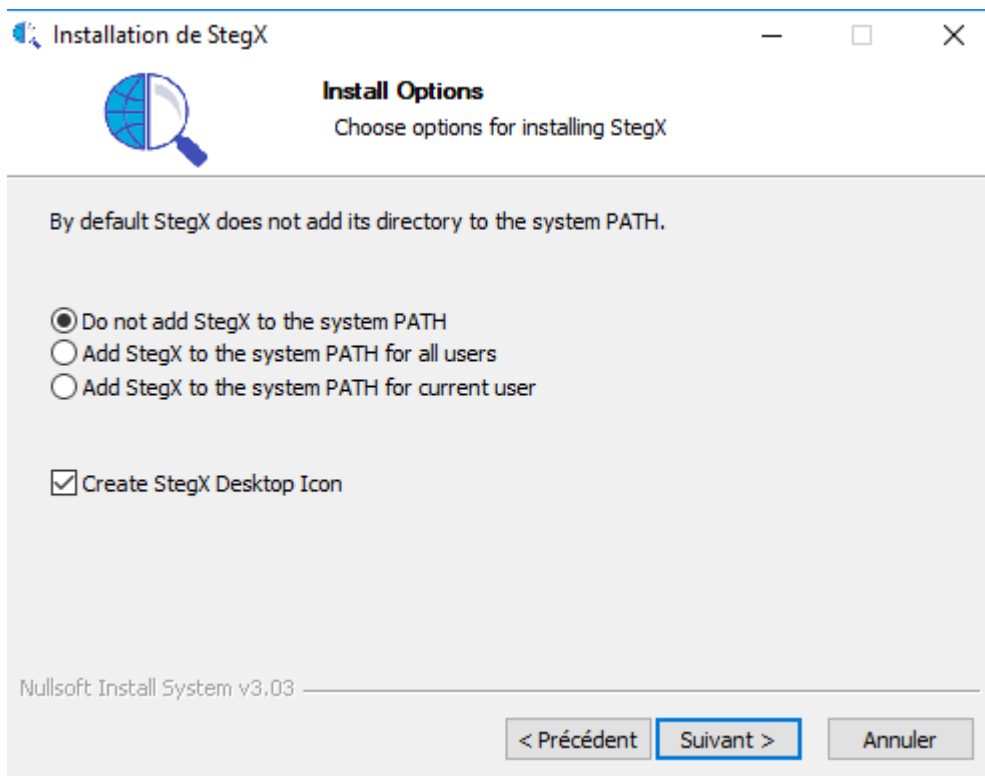 Installation de StegX
Install Options
Choose options for installing StegX
By default StegX does not add its directory to the system PATH.
Do not add StegX to the system PATH
Add StegX to the system PATH for all users
Add StegX to the system PATH for current user
Create StegX Desktop Icon
Nullsoft Install System v3.03
< Précédent
Suivant >
Annuler